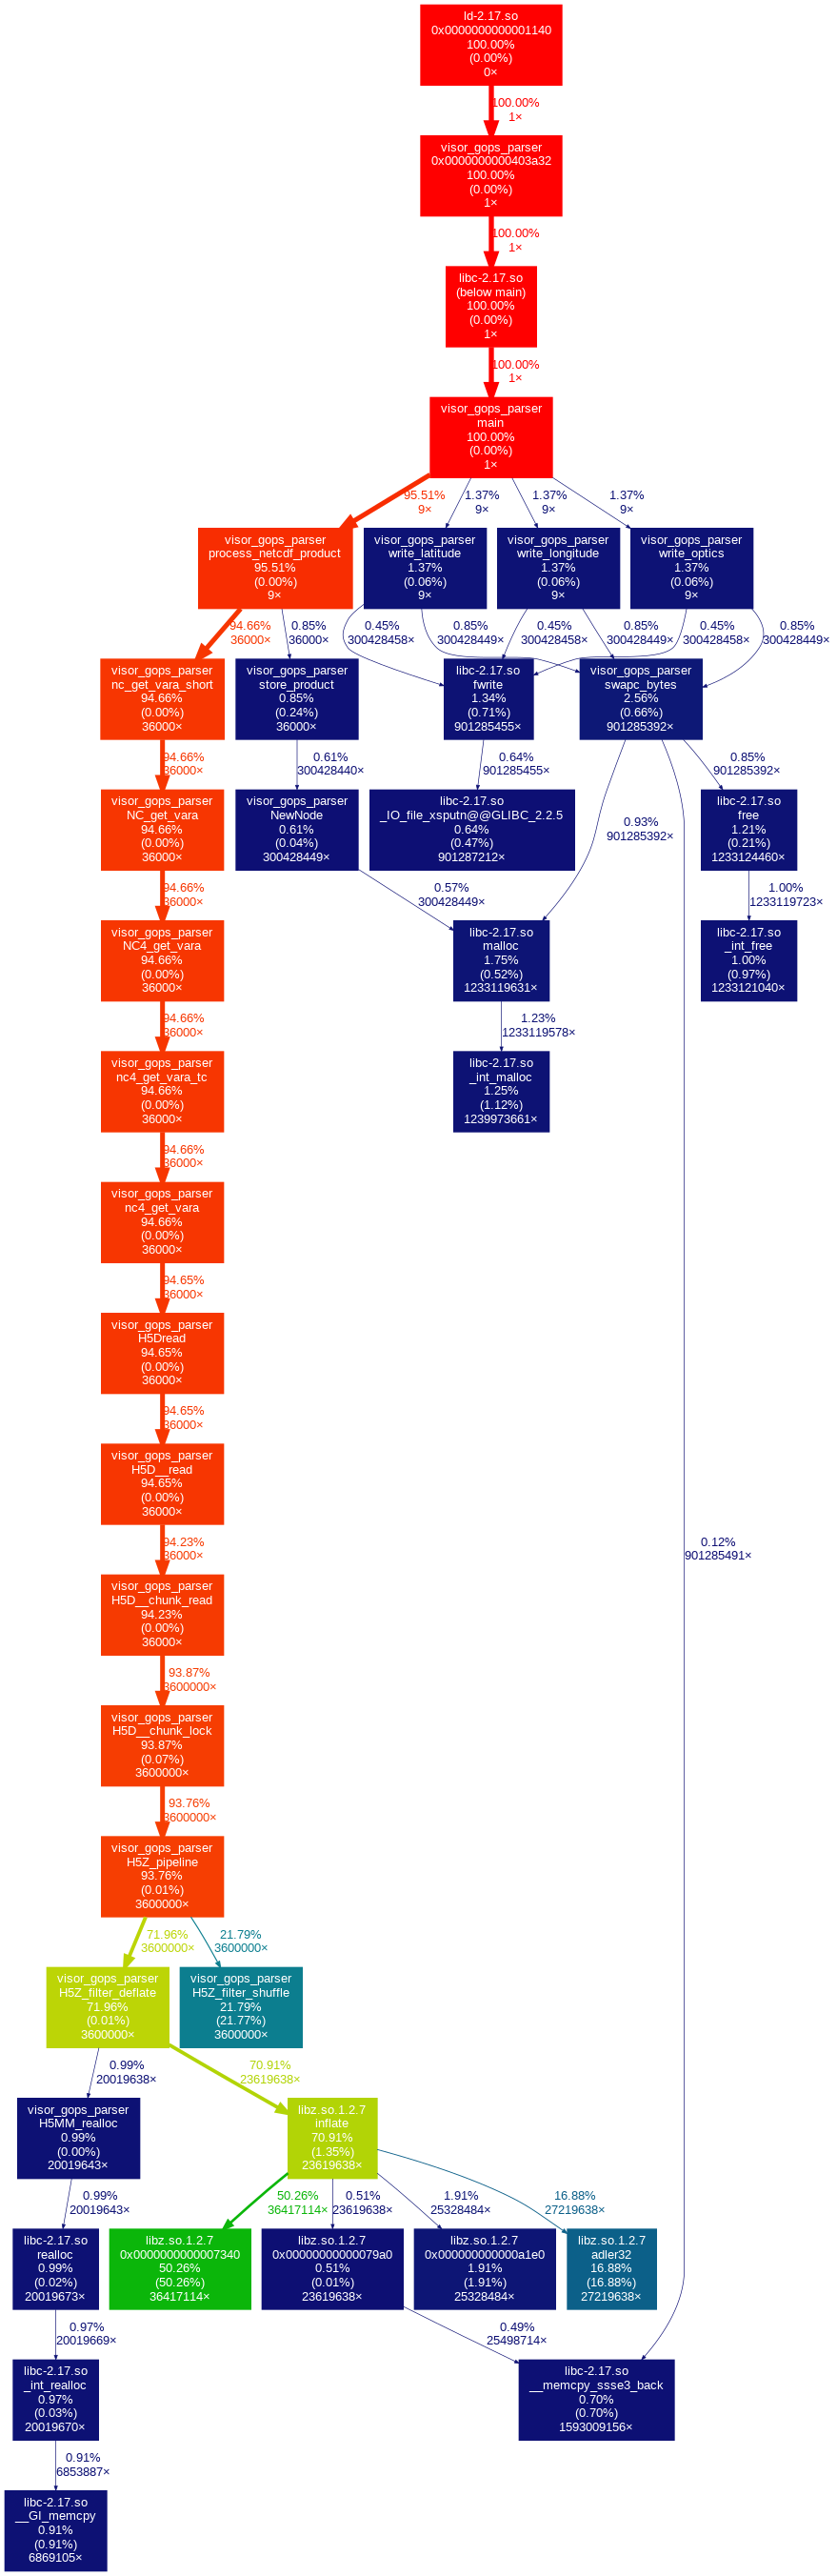 ld-2.17.so
0x0000000000001140
100.00%
(0.00%)
0×
100.00%
1×
visor_gops_parser
0x0000000000403a32
100.00%
(0.00%)
1×
100.00%
1×
libc-2.17.so
(below main)
100.00%
(0.00%)
1×
100.00%
1×
visor_gops_parser
main
100.00%
(0.00%)
1×
95.51%
9×
1.37%
9×
1.37%
9×
1.37%
9×
visor_gops_parser
process_netcdf_product
95.51%
(0.00%)
9×
visor_gops_parser
write_latitude
1.37%
(0.06%)
9×
visor_gops_parser
write_longitude
1.37%
(0.06%)
9×
visor_gops_parser
write_optics
1.37%
(0.06%)
9×
94.66%
36000×
0.85%
36000×
0.45%
300428458×
0.85%
300428449×
0.45%
300428458×
0.85%
300428449×
0.45%
300428458×
0.85%
300428449×
visor_gops_parser
nc_get_vara_short
94.66%
(0.00%)
36000×
visor_gops_parser
store_product
0.85%
(0.24%)
36000×
libc-2.17.so
fwrite
1.34%
(0.71%)
901285455×
visor_gops_parser
swapc_bytes
2.56%
(0.66%)
901285392×
94.66%
36000×
0.61%
300428440×
0.64%
901285455×
0.93%
901285392×
0.85%
901285392×
visor_gops_parser
NC_get_vara
94.66%
(0.00%)
36000×
visor_gops_parser
NewNode
0.61%
(0.04%)
300428449×
libc-2.17.so
_IO_file_xsputn@@GLIBC_2.2.5
0.64%
(0.47%)
901287212×
libc-2.17.so
free
1.21%
(0.21%)
1233124460×
94.66%
36000×
0.57%
300428449×
1.00%
1233119723×
visor_gops_parser
NC4_get_vara
94.66%
(0.00%)
36000×
libc-2.17.so
malloc
1.75%
(0.52%)
1233119631×
libc-2.17.so
_int_free
1.00%
(0.97%)
1233121040×
94.66%
36000×
1.23%
1233119578×
visor_gops_parser
nc4_get_vara_tc
94.66%
(0.00%)
36000×
libc-2.17.so
_int_malloc
1.25%
(1.12%)
1239973661×
94.66%
36000×
visor_gops_parser
nc4_get_vara
94.66%
(0.00%)
36000×
94.65%
36000×
visor_gops_parser
H5Dread
94.65%
(0.00%)
36000×
94.65%
36000×
visor_gops_parser
H5D__read
94.65%
(0.00%)
36000×
94.23%
36000×
0.12%
901285491×
visor_gops_parser
H5D__chunk_read
94.23%
(0.00%)
36000×
93.87%
3600000×
visor_gops_parser
H5D__chunk_lock
93.87%
(0.07%)
3600000×
93.76%
3600000×
visor_gops_parser
H5Z_pipeline
93.76%
(0.01%)
3600000×
71.96%
3600000×
21.79%
3600000×
visor_gops_parser
H5Z_filter_deflate
71.96%
(0.01%)
3600000×
visor_gops_parser
H5Z_filter_shuffle
21.79%
(21.77%)
3600000×
0.99%
20019638×
70.91%
23619638×
visor_gops_parser
H5MM_realloc
0.99%
(0.00%)
20019643×
libz.so.1.2.7
inflate
70.91%
(1.35%)
23619638×
0.99%
20019643×
50.26%
36417114×
0.51%
23619638×
1.91%
25328484×
16.88%
27219638×
libc-2.17.so
realloc
0.99%
(0.02%)
20019673×
libz.so.1.2.7
0x0000000000007340
50.26%
(50.26%)
36417114×
libz.so.1.2.7
0x00000000000079a0
0.51%
(0.01%)
23619638×
libz.so.1.2.7
0x000000000000a1e0
1.91%
(1.91%)
25328484×
libz.so.1.2.7
adler32
16.88%
(16.88%)
27219638×
0.97%
20019669×
0.49%
25498714×
libc-2.17.so
_int_realloc
0.97%
(0.03%)
20019670×
libc-2.17.so
__memcpy_ssse3_back
0.70%
(0.70%)
1593009156×
0.91%
6853887×
libc-2.17.so
__GI_memcpy
0.91%
(0.91%)
6869105×